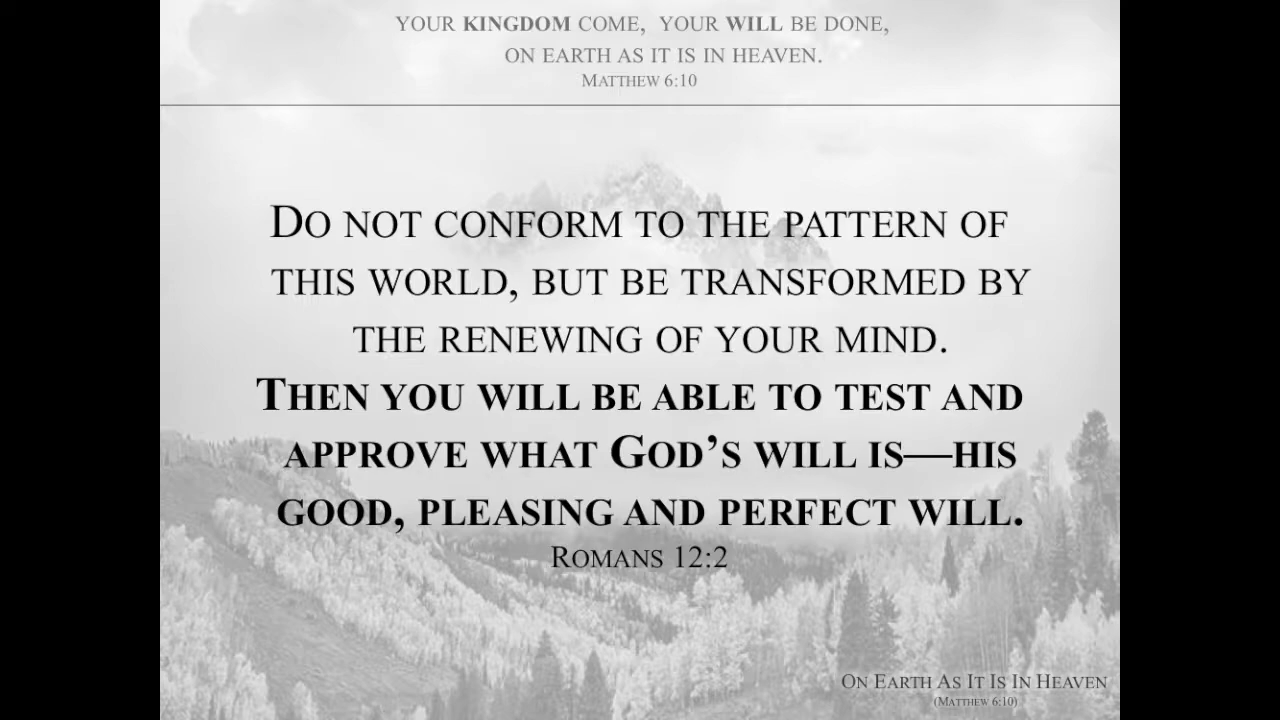 YOUR KINGDOM COME, YOUR WILL BE DONE,
ON EARTH AS IT IS IN HEAVEN.
MATTHEW 6:10
DO NOT CONFORM TO THE PATTERN OF
THIS WORLD, BUT BE TRANSFORMED BY
THE RENEWING OF YOUR MIND.
THEN YOU WILL BE ABLE TO TEST AND
APPROVE WHAT GOD’S WILL IS—HIS
GOOD, PLEASING AND PERFECT WILL.
ROMANS 12:2
ON EARTH AS IT IS IN HEAVEN
(MATTHEW 6:10)